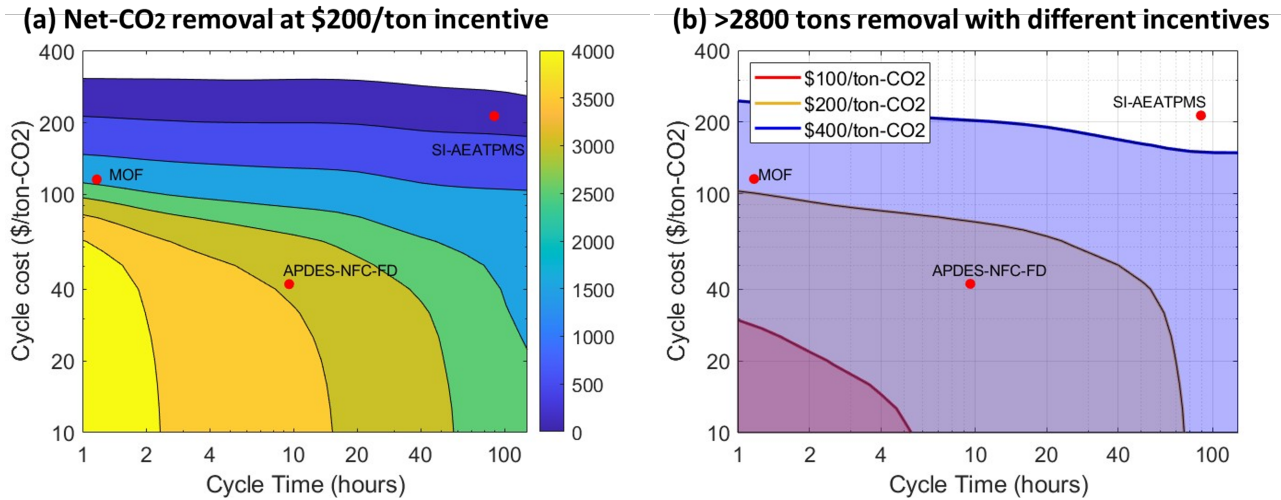 (a) Net-CO2 removal at $200/ton incentive
400
200
100
40
20
10
Cycle cost ($/ton-CO2)
MOF
SI-AEATPMS
APDES-NFC-FD
1
2
4
10
20
40
100
Cycle Time (hours)
4000
3500
3000
2500
2000
1500
1000
500
0
(b) >2800 tons removal with different incentives
400
200
100
40
20
10
Cycle cost ($/ton-CO2)
$100/ton-CO2
$200/ton-CO2
$400/ton-CO2
SI-AEATPMS
MOF
APDES-NFC-FD
1
2
4
10
20
40
100
Cycle Time (hours)